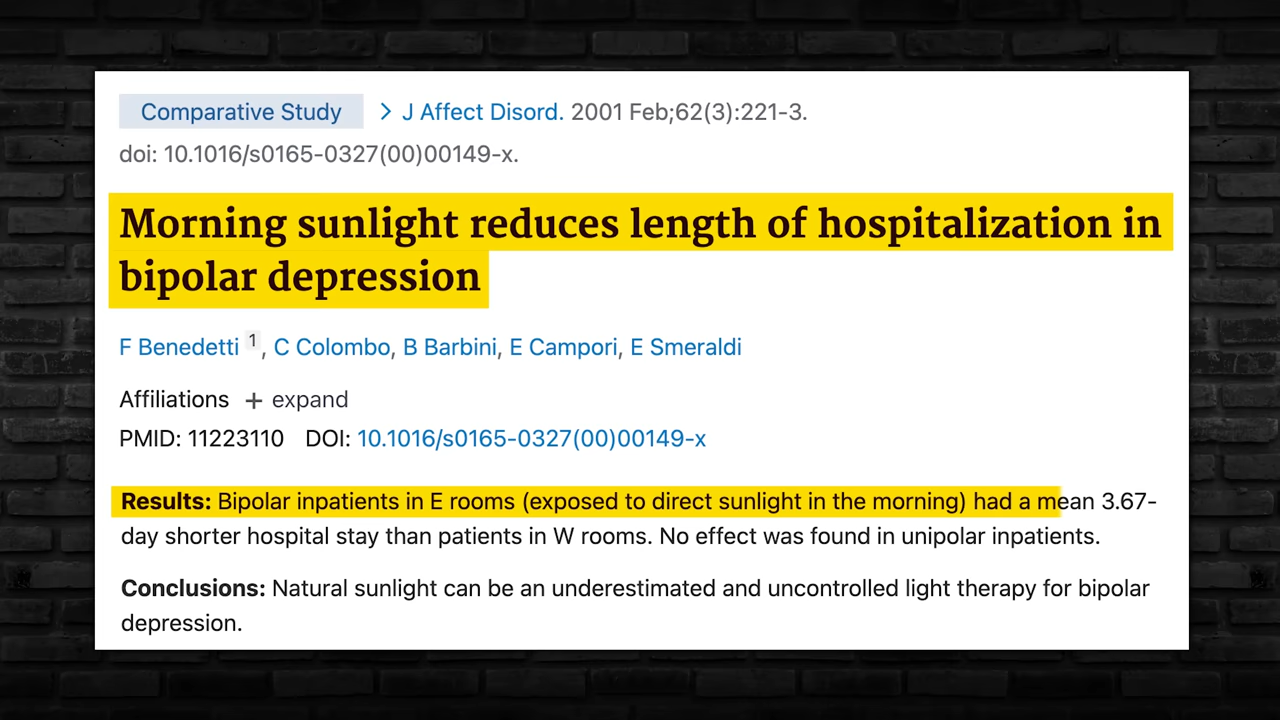 Comparative Study > J Affect Disord. 2001 Feb;62(3):221-3.
doi: 10.1016/s0165-0327(00)00149-x.
Morning sunlight reduces length of hospitalization in
bipolar depression
F Benedetti 1, C Colombo, B Barbini, E Campori, E Smeraldi
Affiliations + expand
PMID: 11223110 DOI: 10.1016/s0165-0327(00)00149-x
Results: Bipolar inpatients in E rooms (exposed to direct sunlight in the morning) had a mean 3.67-
day shorter hospital stay than patients in W rooms. No effect was found in unipolar inpatients.
Conclusions: Natural sunlight can be an underestimated and uncontrolled light therapy for bipolar
depression.